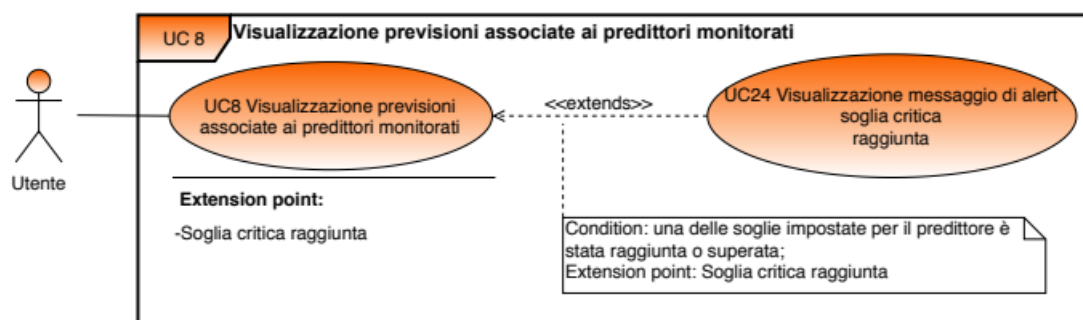 UC 8
Visualizzazione previsioni associate ai predittori monitorati
UC8 Visualizzazione previsioni
associate ai predittori monitorati
<<extends>>
UC24 Visualizzazione messaggio di alert
soglia critica
raggiunta
Utente
Extension point:
-Soglia critica raggiunta
Condition: una delle soglie impostate per il predittore è
stata raggiunta o superata;
Extension point: Soglia critica raggiunta